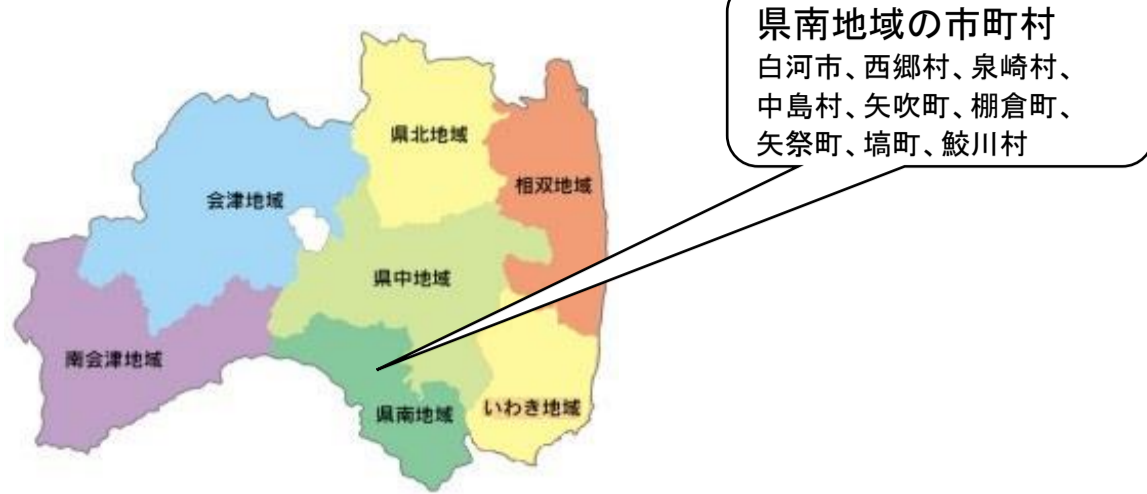 県南地域の市町村
白河市、西郷村、泉崎村、
中島村、矢吹町、棚倉町、
矢祭町、塙町、鮫川村
県北地域
相双地域
会津地域
県中地域
南会津地域
県南地域
いわき地域